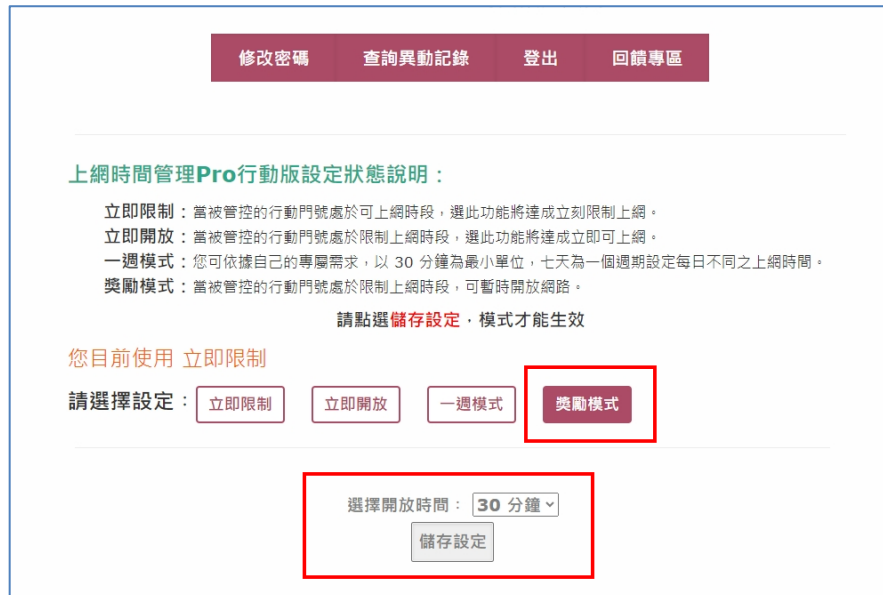 修改密碼 查詢異動記錄 登出 回饋專區
上網時間管理Pro行動版設定狀態說明：
立即限制：當被管控的行動門號處於可上網時段，選此功能將達成立刻限制上網。
立即開放：當被管控的行動門號處於限制上網時段，選此功能將達成立即可上網。
一週模式：您可依據自己的專屬需求，以 30 分鐘為最小單位，七天為一個週期設定每日不同之上網時間。
獎勵模式：當被管控的行動門號處於限制上網時段，可暫時開放網路。
請點選儲存設定，模式才能生效
您目前使用 立即限制
請選擇設定： 立即限制 立即開放 一週模式 獎勵模式
選擇開放時間： 30 分鐘
儲存設定